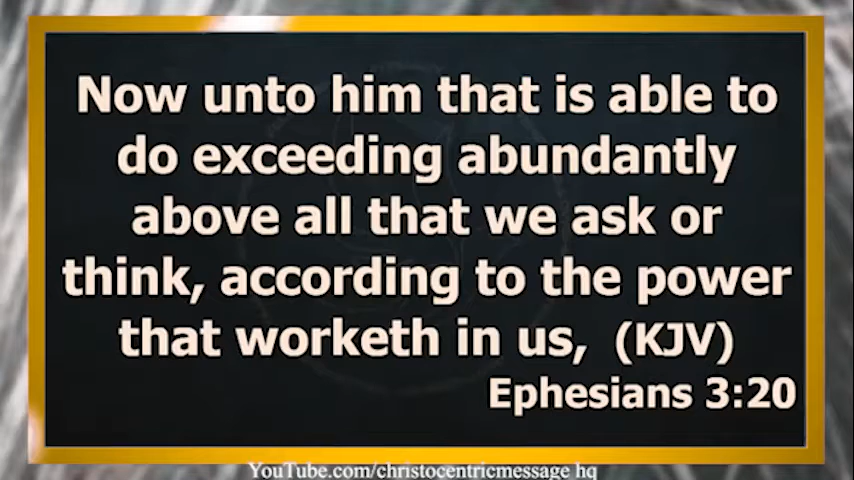 Now unto him that is able to
do exceeding abundantly
above all that we ask or
think, according to the power
that worketh in us, (KJV)
Ephesians 3:20
YouTube.com/christocentricmessage hq